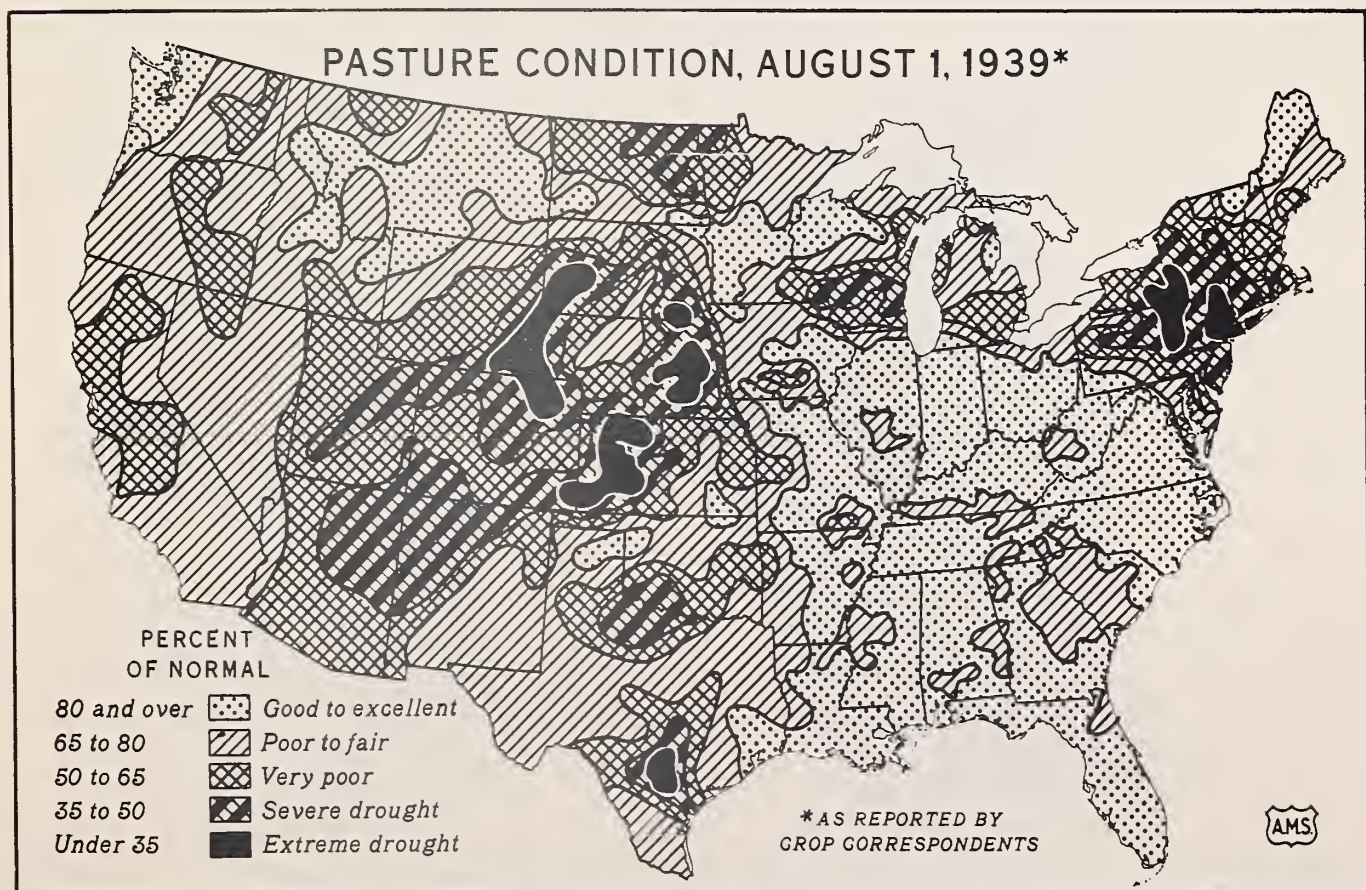 PASTURE CONDITION, AUGUST 1, 1939*
PERCENT
OF NORMAL
80 and over Good to excellent
65 to 80 Poor to fair
50 to 65 Very poor
35 to 50 Severe drought
Under 35 Extreme drought
*AS REPORTED BY
CROP CORRESPONDENTS
A.M.S.